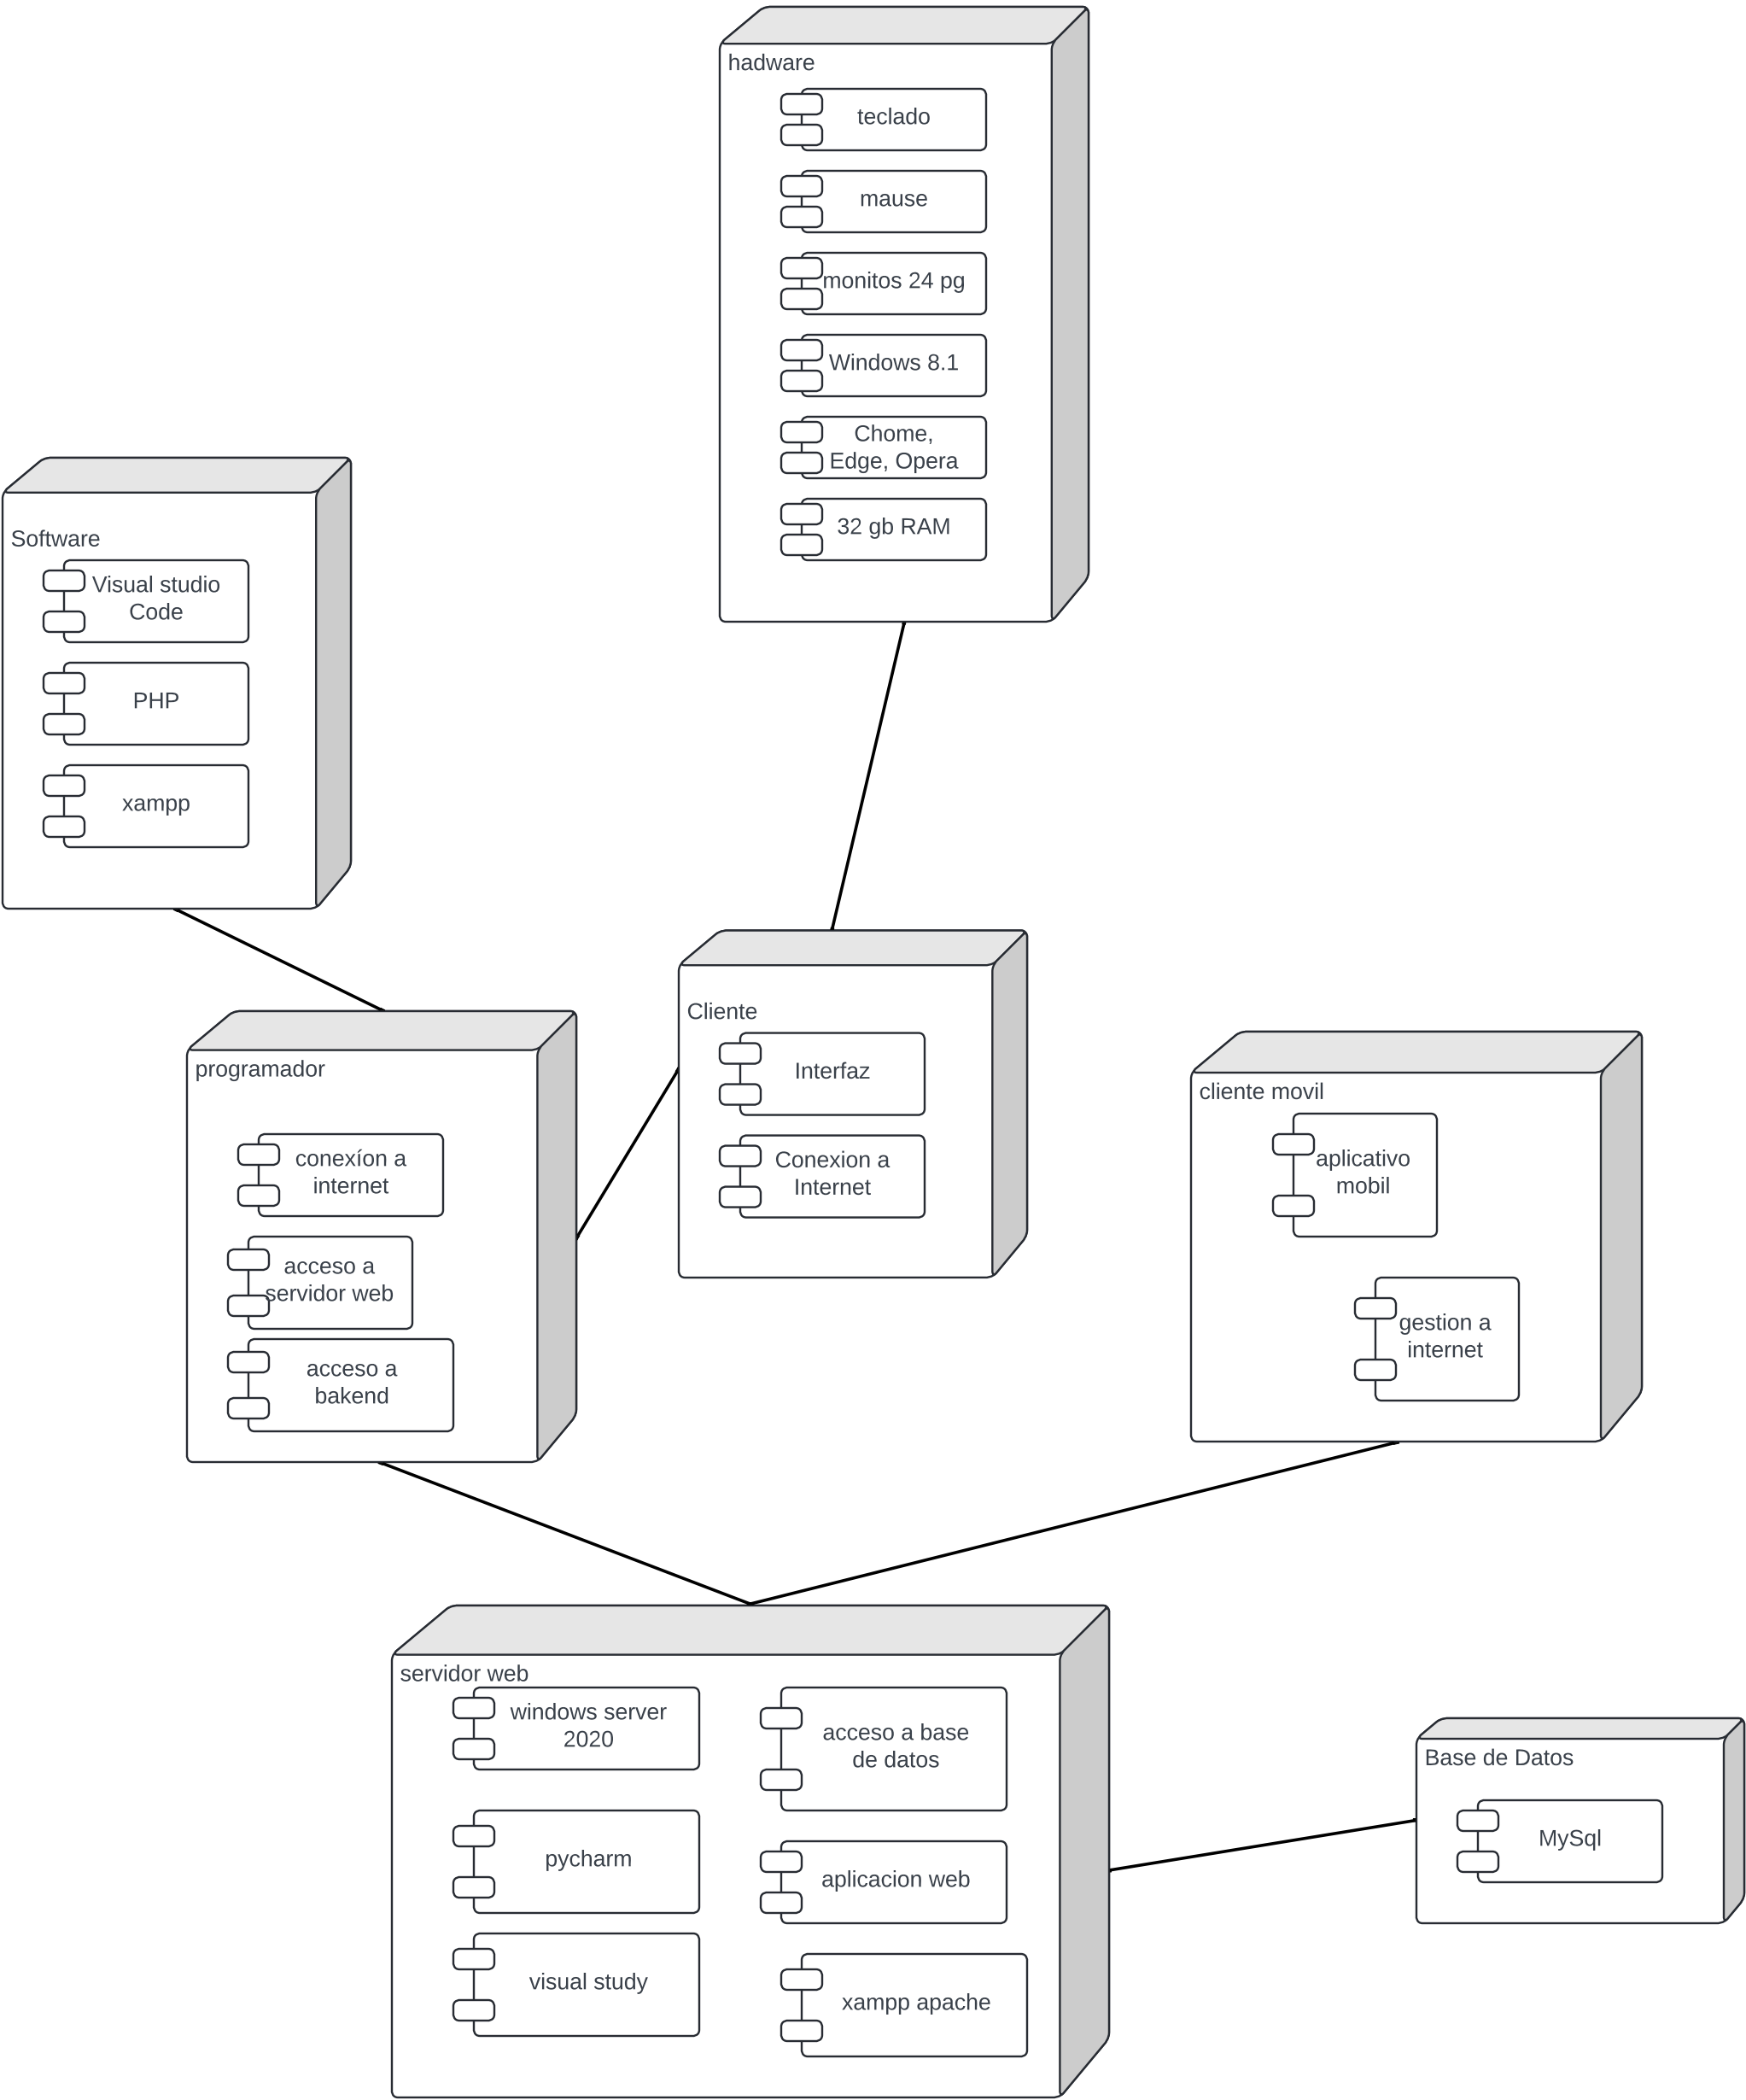 hadware
teclado
mause
monitos 24 pg
Windows 8.1
Chome,
Edge, Opera
32 gb RAM
Software
Visual studio
Code
PHP
xampp
Cliente
Interfaz
Conexion a
Internet
programador
conexíon a
internet
acceso a
servidor web
acceso a
bakend
cliente movil
aplicativo
mobil
gestion a
internet
servidor web
windows server
2020
pycharm
visual study
acceso a base
de datos
aplicacion web
xampp apache
Base de Datos
MySql